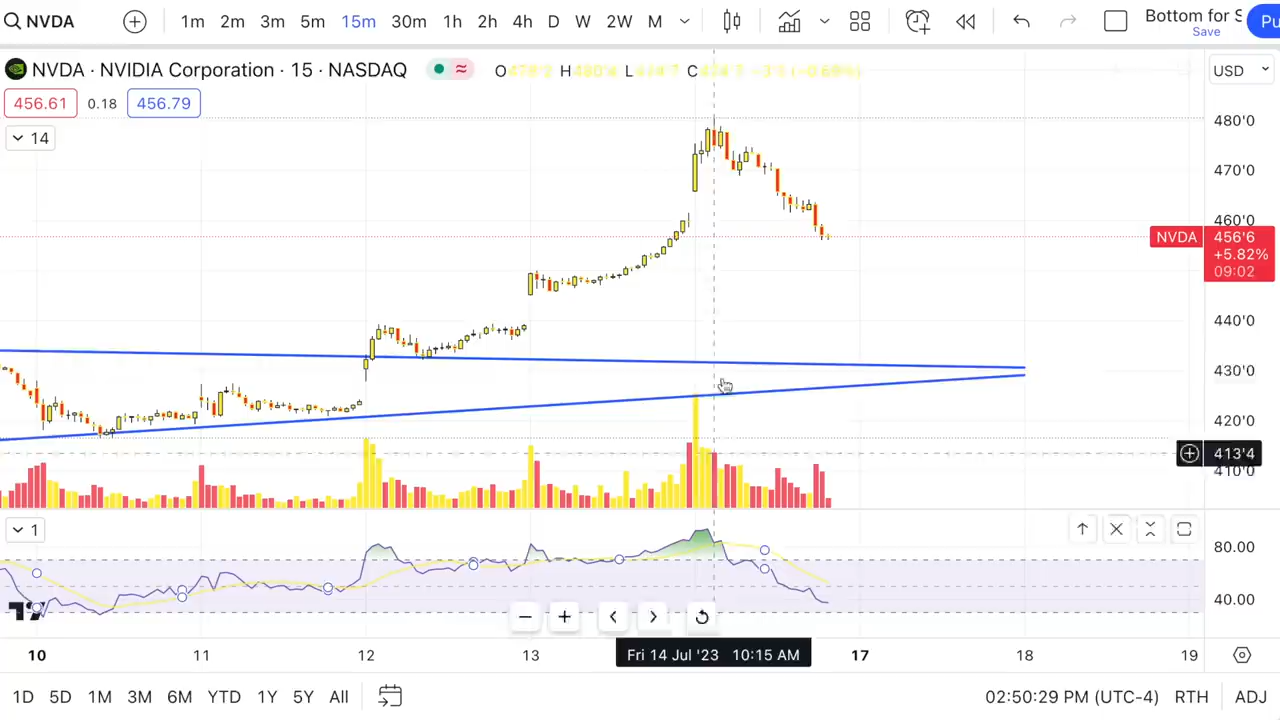 NVDA 1m 2m 3m 5m 15m 30m 1h 2h 4h D W 2W M Bottom for S Save Pu
NVDA · NVIDIA Corporation · 15 · NASDAQ O H L C USD
456.61 0.18 456.79
14
480'0
470'0
460'0
NVDA 456'6
+5.82%
09:02
440'0
430'0
420'0
413'4
410'0
1
80.00
40.00
10 11 12 13 Fri 14 Jul '23 10:15 AM 17 18 19
1D 5D 1M 3M 6M YTD 1Y 5Y All 02:50:29 PM (UTC-4) RTH ADJ